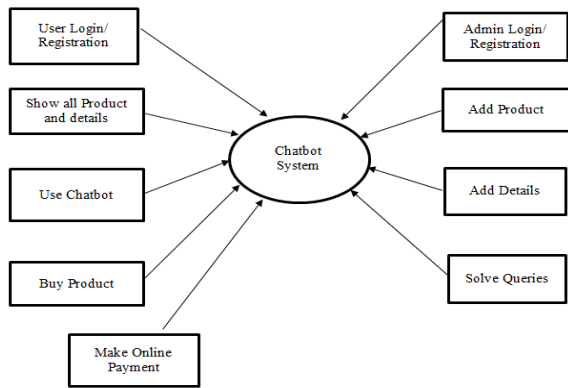 User Login/
Registration
Admin Login/
Registration
Show all Product
and details
Add Product
Chatbot
System
Use Chatbot
Add Details
Buy Product
Solve Queries
Make Online
Payment